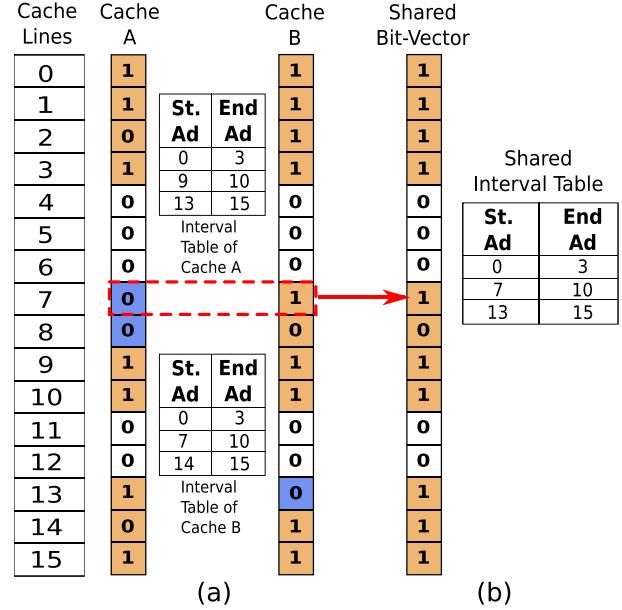 Cache Lines
Cache A
Cache B
Shared Bit-Vector
0 1 1 1
1 1 1 1
2 0 1 1
3 1 1 1
4 0 0 0
5 0 0 0
6 0 0 0
7 0 1 1
8 0 0 0
9 1 1 1
10 1 1 1
11 0 0 0
12 0 0 0
13 1 0 1
14 0 1 1
15 1 1 1
St. Ad End Ad
0 3
9 10
13 15
Interval
Table of
Cache A
St. Ad End Ad
0 3
7 10
14 15
Interval
Table of
Cache B
Shared
Interval Table
St. Ad End Ad
0 3
7 10
13 15
(a)
(b)